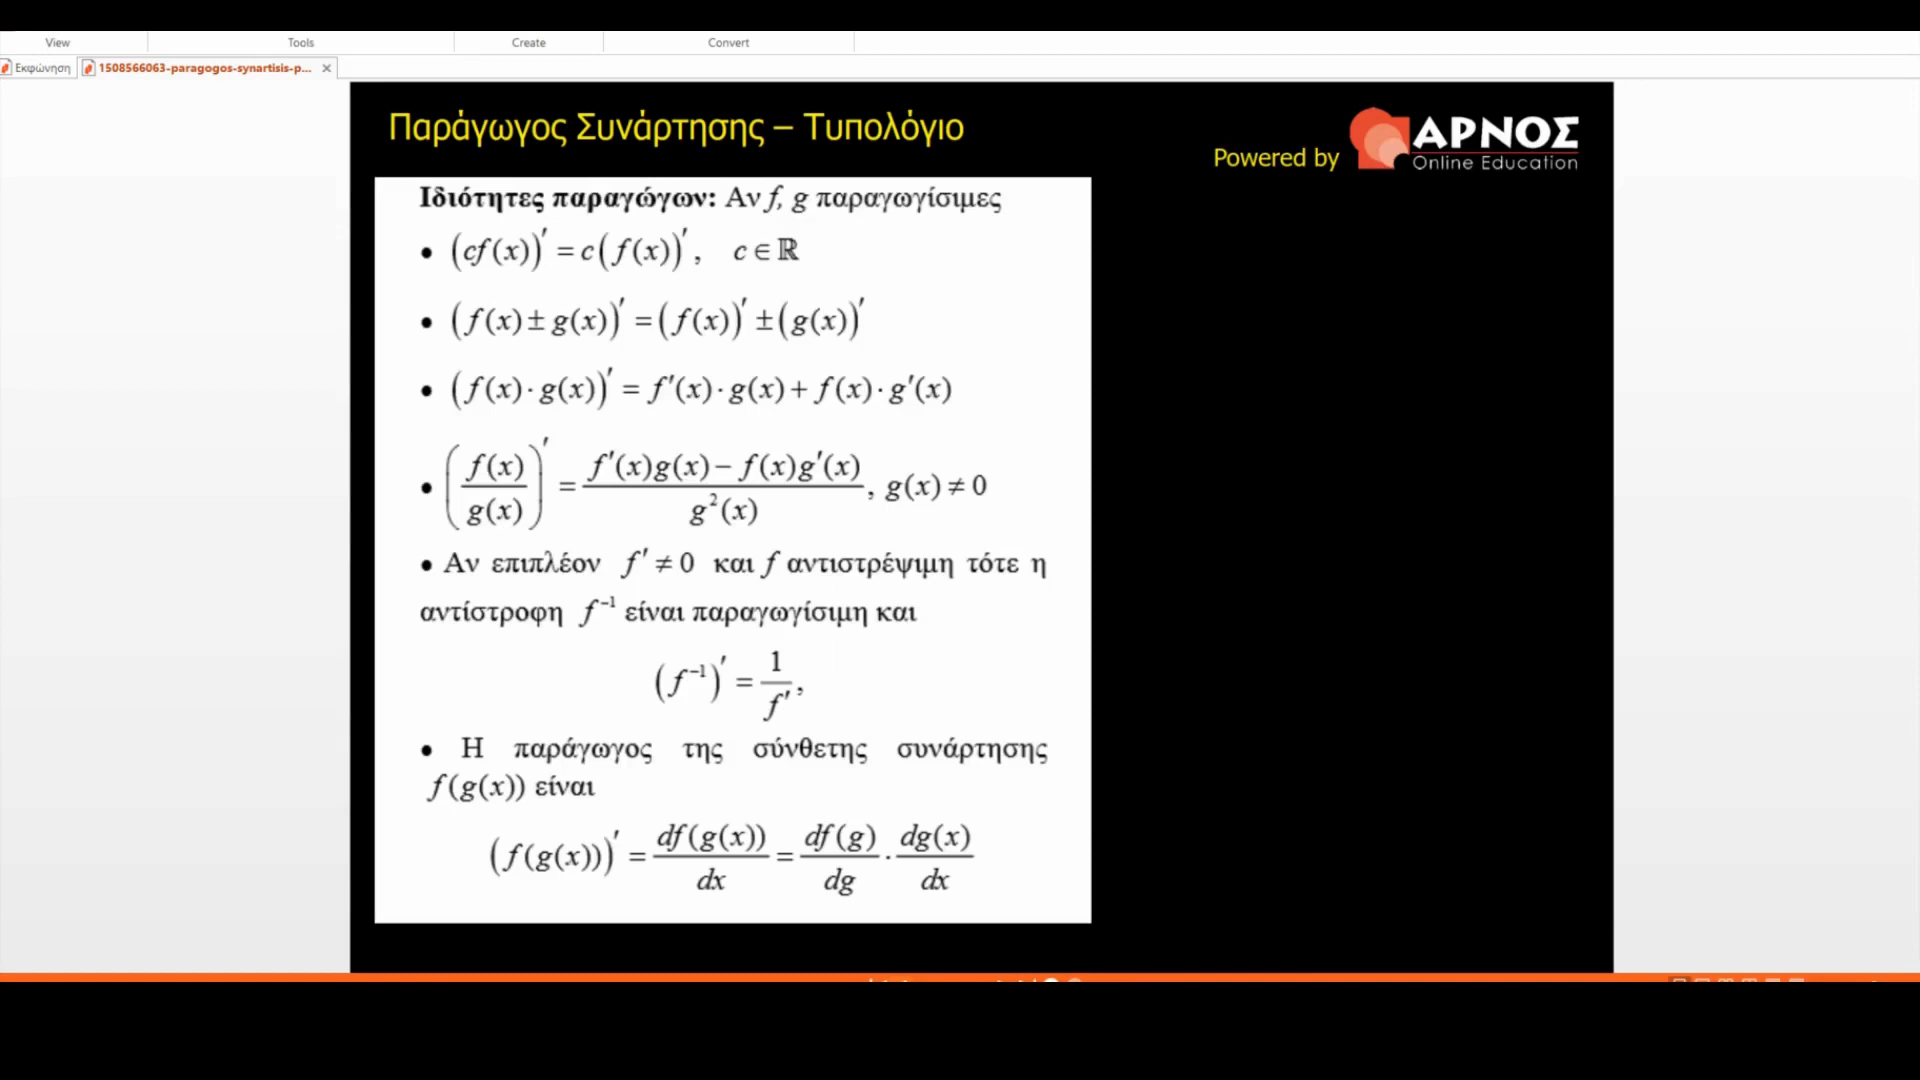 View Tools Create Convert
Εκφώνηση 1508566063-paragogos-synartisis-p...
Παράγωγος Συνάρτησης – Τυπολόγιο
Powered by ΑΡΝΟΣ
Online Education
Ιδιότητες παραγώγων: Αν f, g παραγωγίσιμες
• (cf(x))′ = c(f(x))′, c ∈ ℝ
• (f(x) ± g(x))′ = (f(x))′ ± (g(x))′
• (f(x)·g(x))′ = f′(x)·g(x) + f(x)·g′(x)
• (f(x)/g(x))′ = (f′(x)g(x) − f(x)g′(x))/g²(x), g(x) ≠ 0
• Αν επιπλέον f′ ≠ 0 και f αντιστρέψιμη τότε η
αντίστροφη f⁻¹ είναι παραγωγίσιμη και
(f⁻¹)′ = 1/f′,
• Η παράγωγος της σύνθετης συνάρτησης
f(g(x)) είναι
(f(g(x)))′ = df(g(x))/dx = df(g)/dg · dg(x)/dx